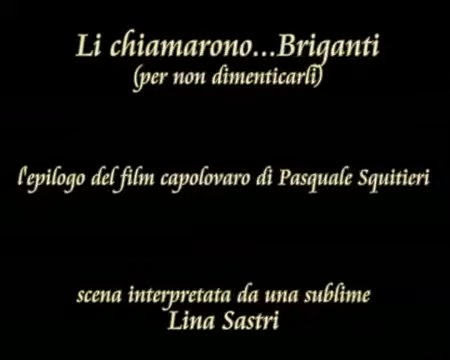 Li chiamarono...Briganti
(per non dimenticarli)
l'epilogo del film capolovaro di Pasquale Squitieri
scena interpretata da una sublime
Lina Sastri